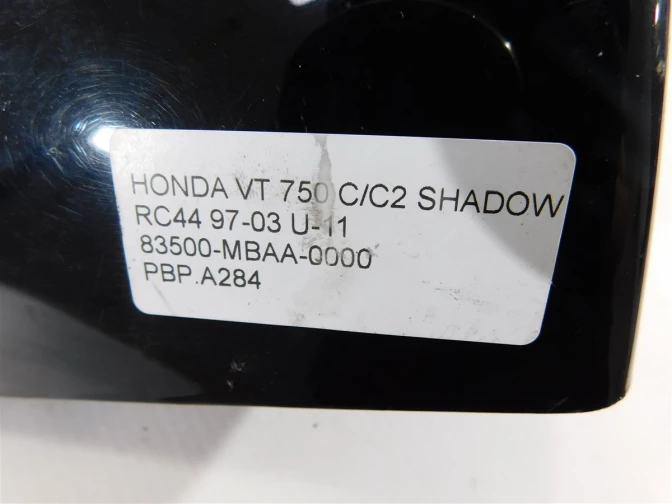 HONDA VT 750 C/C2 SHADOW
RC44 97-03 U-11
83500-MBAA-0000
PBP.A284